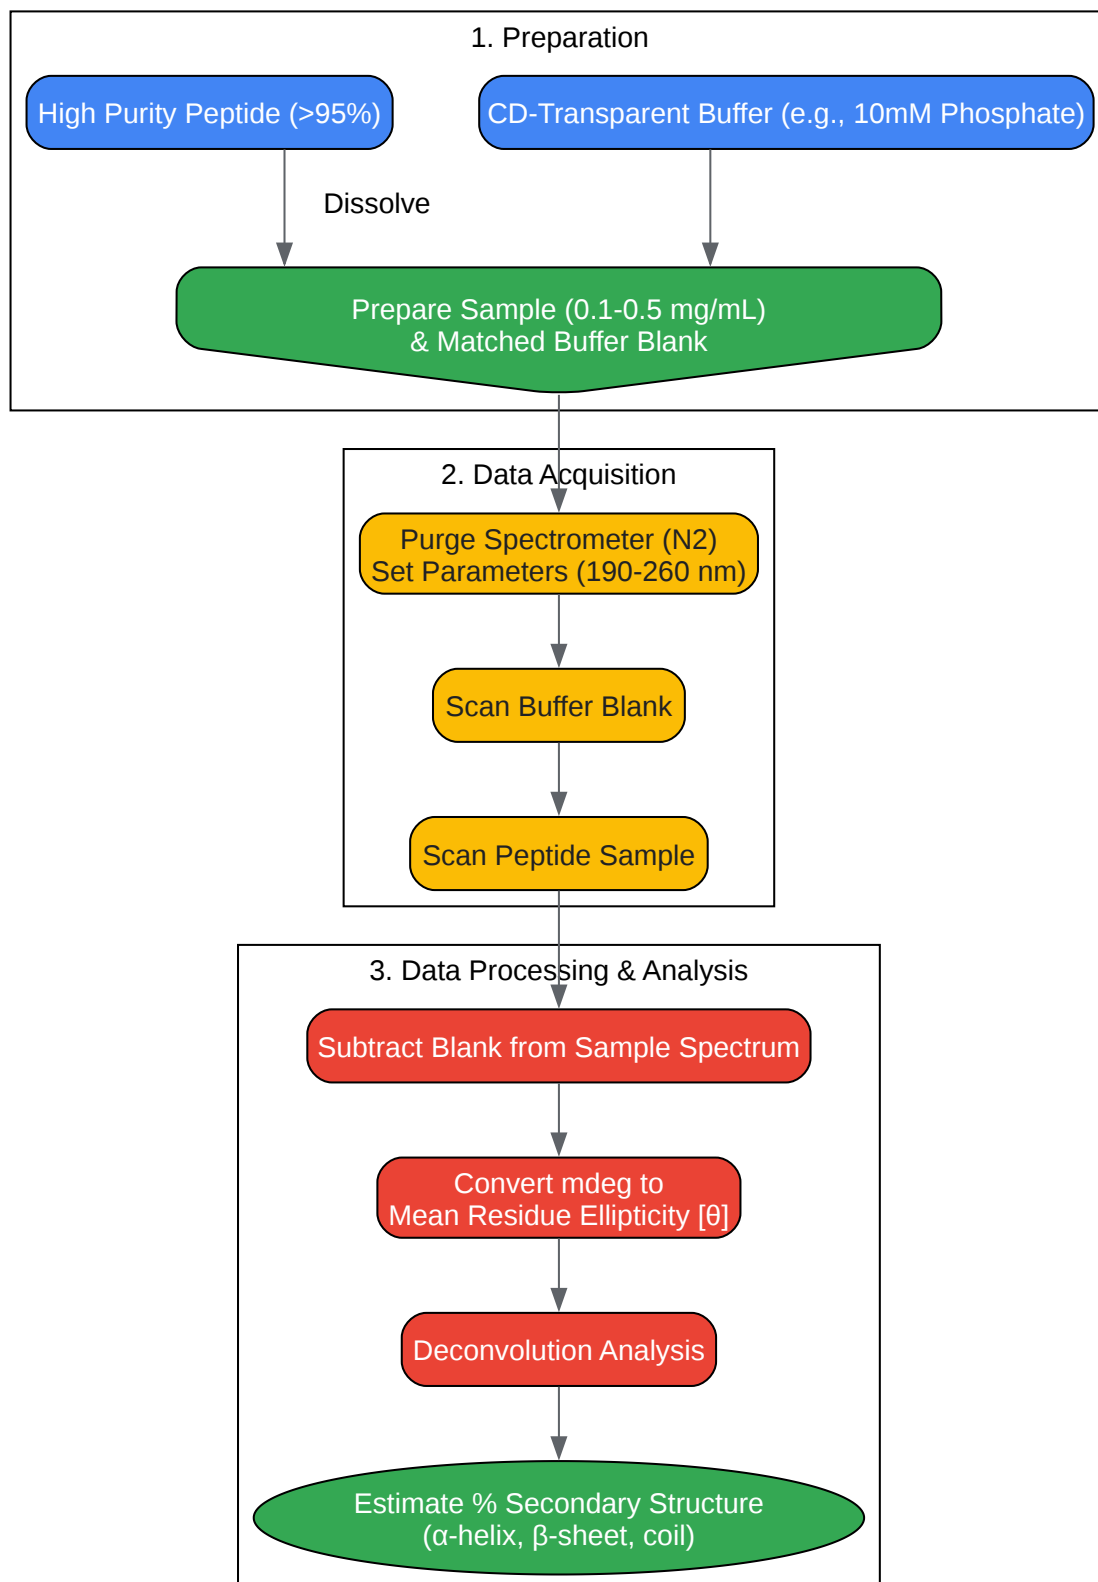 1. Preparation
High Purity Peptide (>95%)
CD-Transparent Buffer (e.g., 10mM Phosphate)
Dissolve
Prepare Sample (0.1-0.5 mg/mL)
& Matched Buffer Blank
2. Data Acquisition
Purge Spectrometer (N2)
Set Parameters (190-260 nm)
Scan Buffer Blank
Scan Peptide Sample
3. Data Processing & Analysis
Subtract Blank from Sample Spectrum
Convert mdeg to
Mean Residue Ellipticity [θ]
Deconvolution Analysis
Estimate % Secondary Structure
(α-helix, β-sheet, coil)